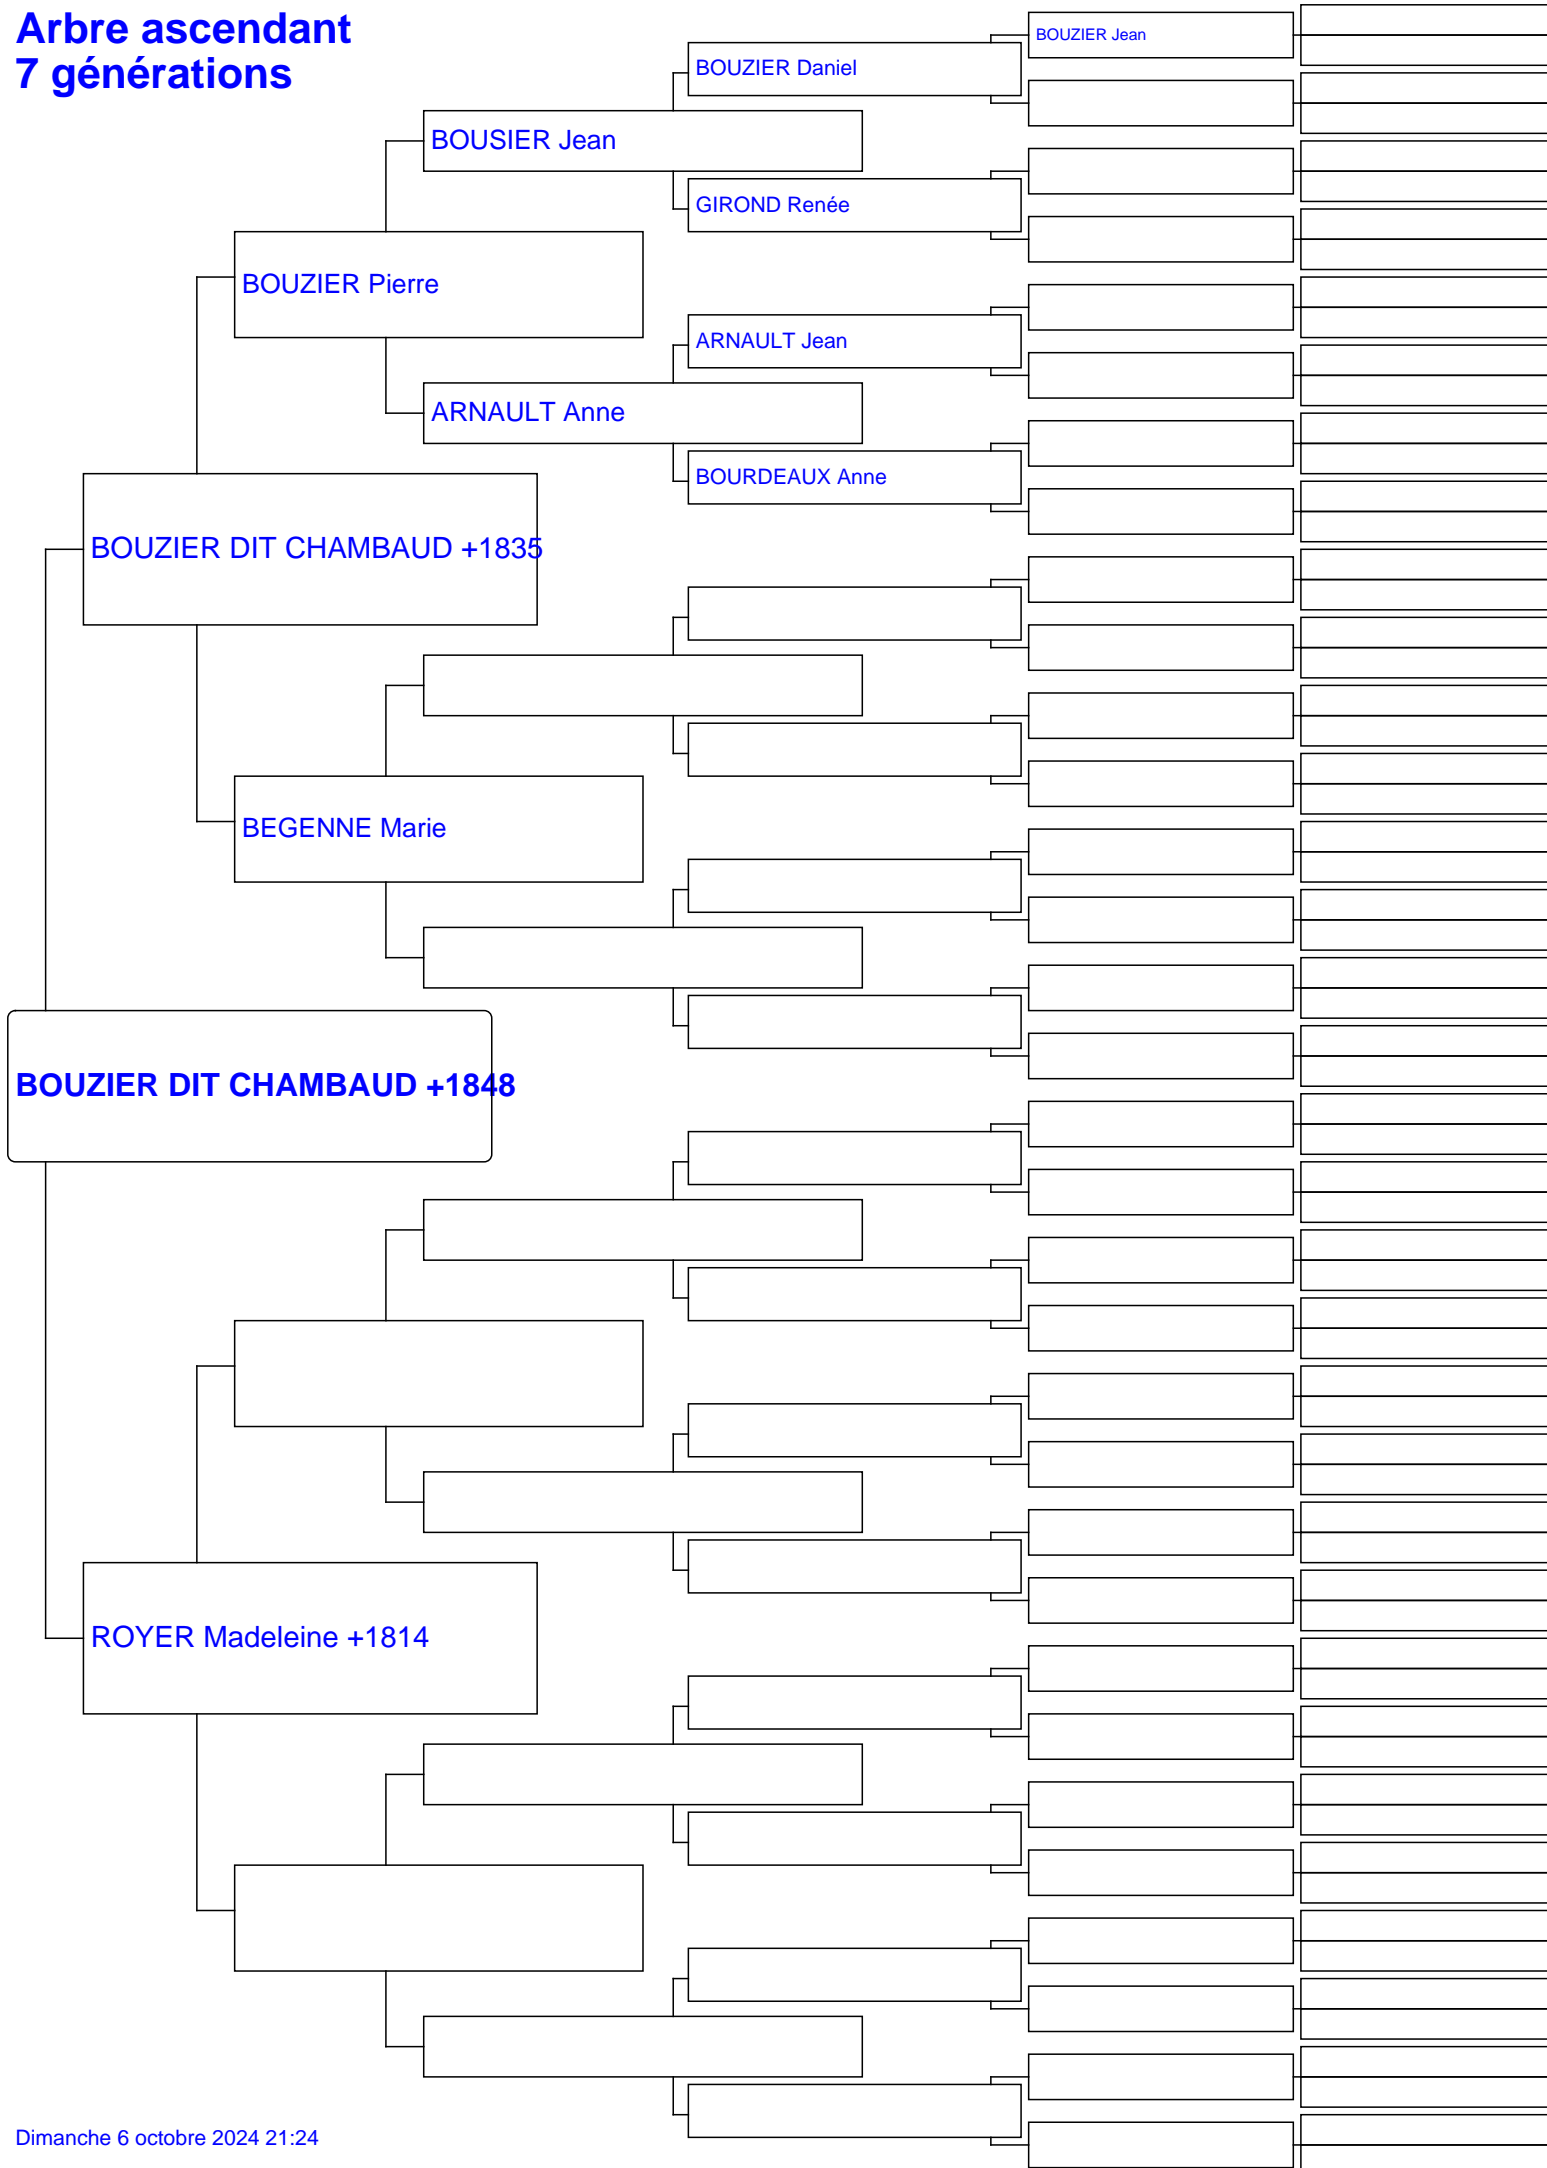 Arbre ascendant
7 générations
BOUZIER Jean
BOUZIER Daniel
BOUSIER Jean
GIROND Renée
BOUZIER Pierre
ARNAULT Jean
ARNAULT Anne
BOURDEAUX Anne
BOUZIER DIT CHAMBAUD +1835
BEGENNE Marie
BOUZIER DIT CHAMBAUD +1848
ROYER Madeleine +1814
Dimanche 6 octobre 2024 21:24